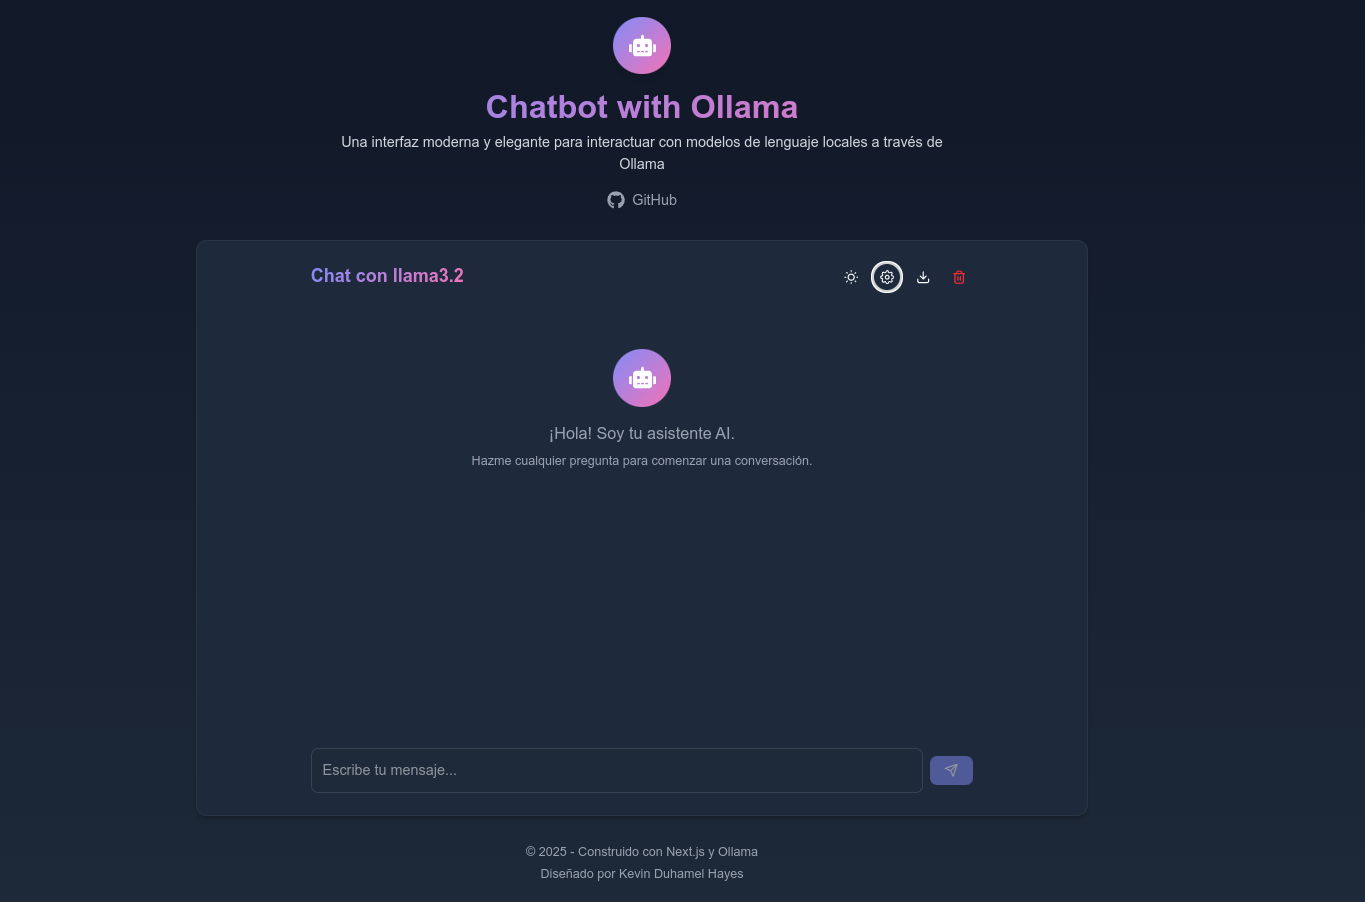 Chatbot with Ollama
Una interfaz moderna y elegante para interactuar con modelos de lenguaje locales a través de
Ollama
GitHub
Chat con llama3.2
¡Hola! Soy tu asistente AI.
Hazme cualquier pregunta para comenzar una conversación.
Escribe tu mensaje...
© 2025 - Construido con Next.js y Ollama
Diseñado por Kevin Duhamel Hayes